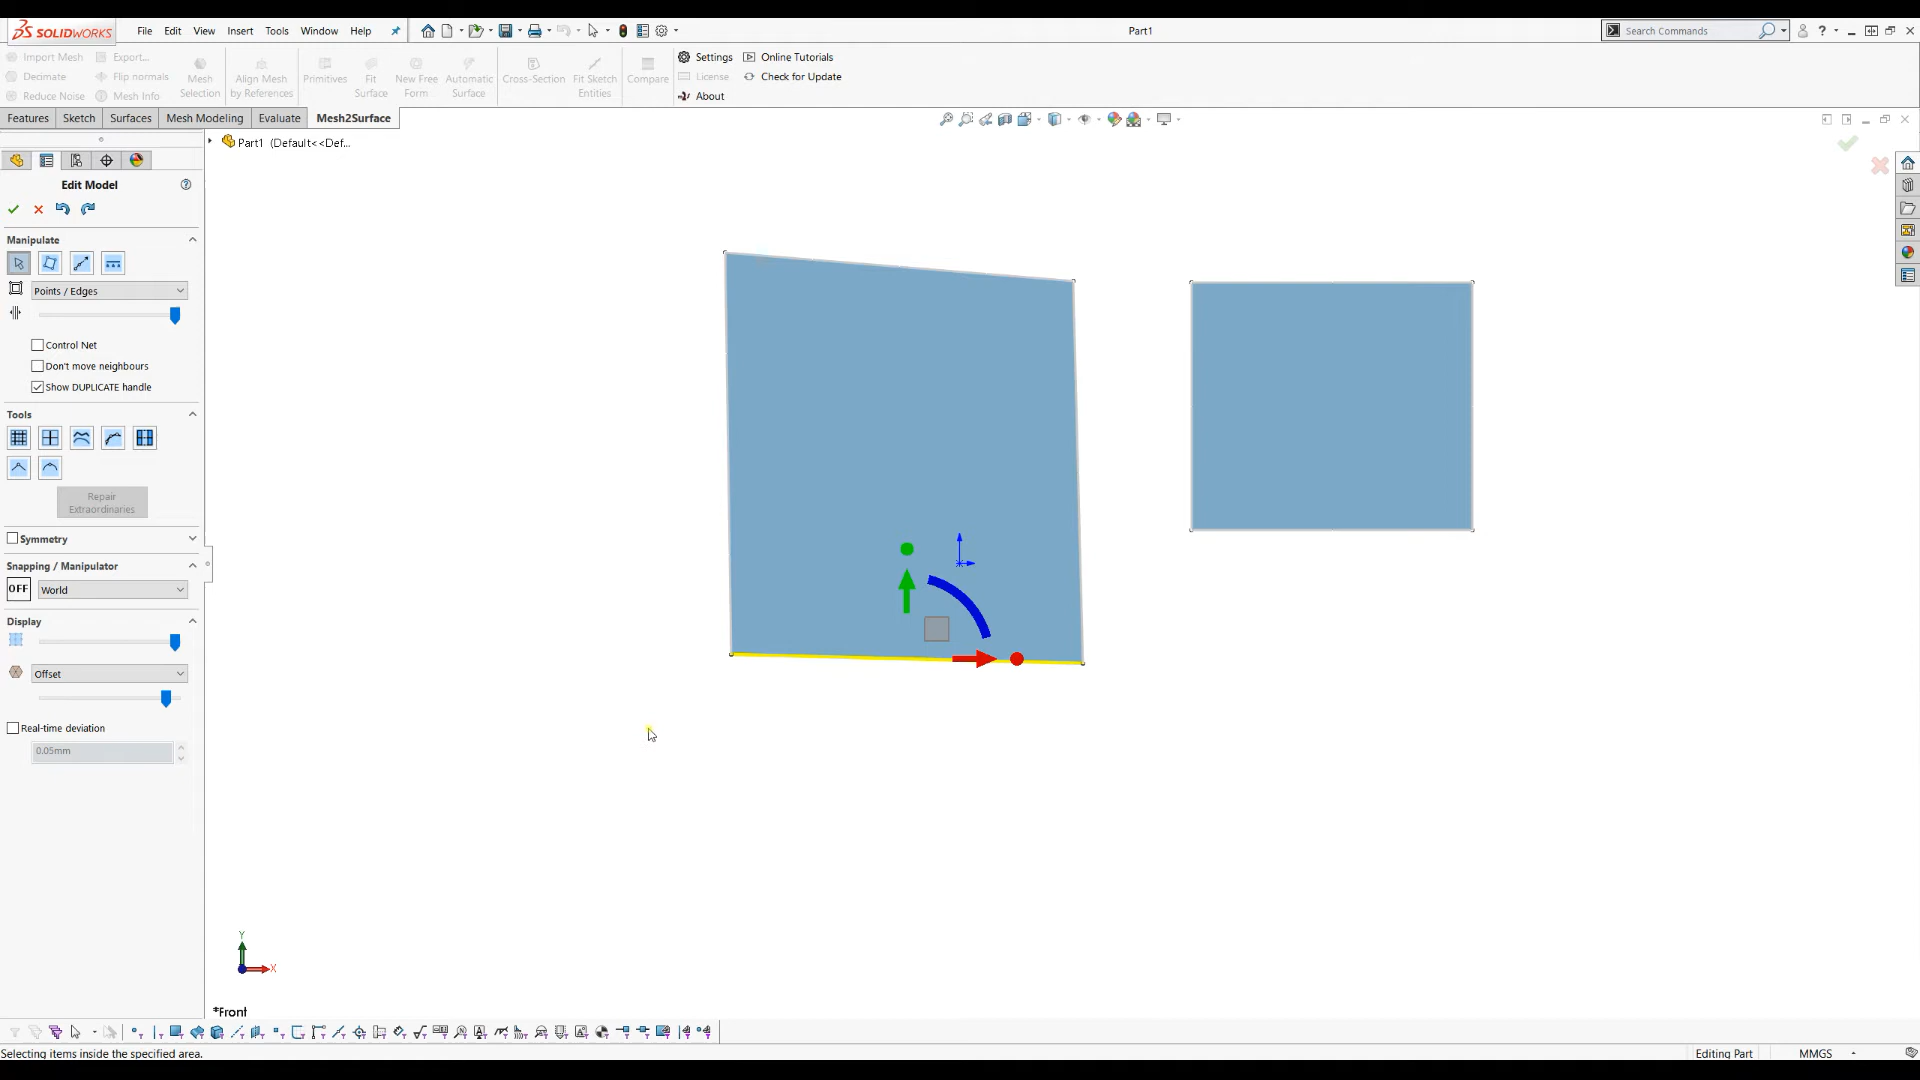 SOLIDWORKS File Edit View Insert Tools Window Help Part1 Search Commands
Import Mesh Export... Settings Online Tutorials
Decimate Flip normals License Check for Update
Reduce Noise Mesh Info About
Mesh Selection
Align Mesh by References
Primitives
Fit Surface
New Free Form
Automatic Surface
Cross-Section
Fit Sketch Entities
Compare
Features Sketch Surfaces Mesh Modeling Evaluate Mesh2Surface
Part1 (Default<<Def...
Edit Model
Manipulate
Points / Edges
Control Net
Don't move neighbours
Show DUPLICATE handle
Tools
Repair
Extraordinaries
Symmetry
Snapping / Manipulator
OFF World
Display
Offset
Real-time deviation
0.05mm
Y
X
*Front
Selecting items inside the specified area. Editing Part MMGS